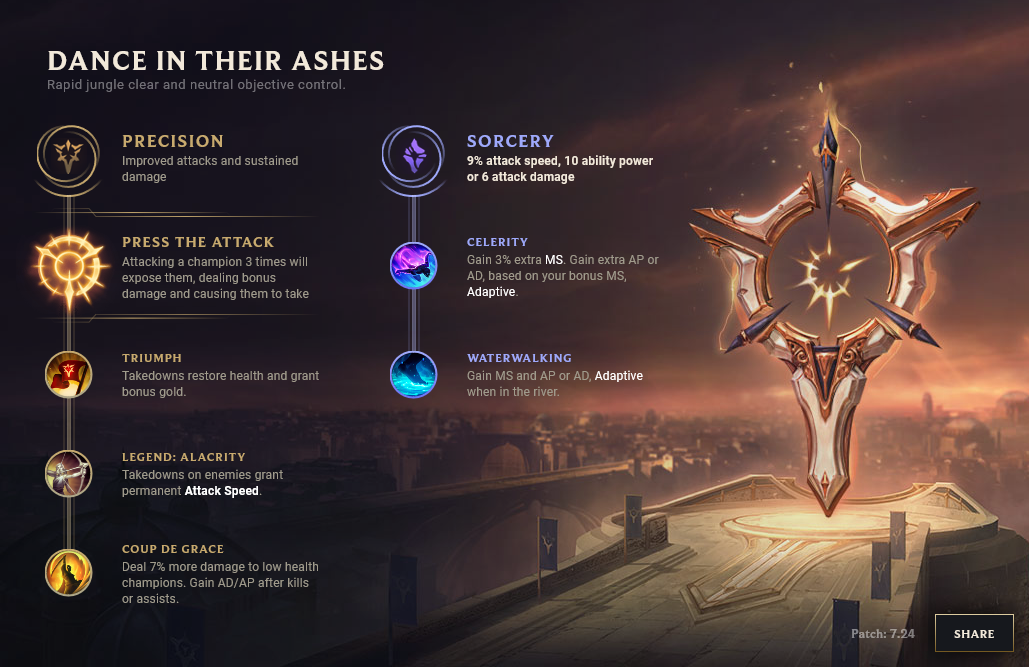 DANCE IN THEIR ASHES
Rapid jungle clear and neutral objective control.
PRECISION
Improved attacks and sustained
damage
PRESS THE ATTACK
Attacking a champion 3 times will
expose them, dealing bonus
damage and causing them to take
TRIUMPH
Takedowns restore health and grant
bonus gold.
LEGEND: ALACRITY
Takedowns on enemies grant
permanent Attack Speed.
COUP DE GRACE
Deal 7% more damage to low health
champions. Gain AD/AP after kills
or assists.
SORCERY
9% attack speed, 10 ability power
or 6 attack damage
CELERITY
Gain 3% extra MS. Gain extra AP or
AD, based on your bonus MS,
Adaptive.
WATERWALKING
Gain MS and AP or AD, Adaptive
when in the river.
Patch: 7.24
SHARE